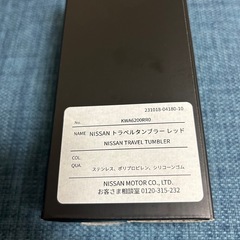 231018-04180-10
No. KWA6200RR0
NAME NISSAN トラベルタンブラー レッド
NISSAN TRAVEL TUMBLER
COL.
QUA. ステンレス、ポリプロピレン、シリコーンゴム
NISSAN MOTOR CO., LTD.
お客さま相談室 0120-315-232